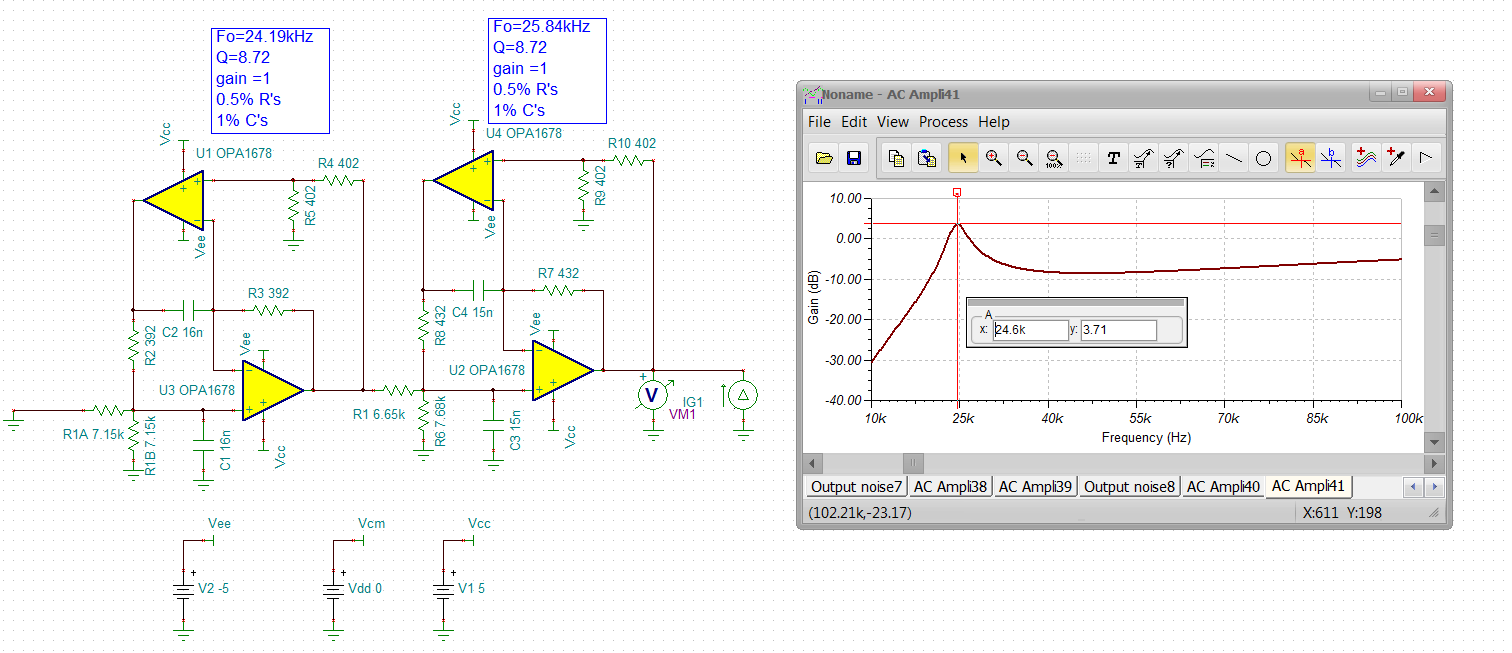 Fo=24.19kHz
Q=8.72
gain =1
0.5% R's
1% C's
Fo=25.84kHz
Q=8.72
gain =1
0.5% R's
1% C's
Vcc
U1 OPA1678
R4 402
R5 402
Vee
Vcc
U4 OPA1678
R10 402
R9 402
Vee
R3 392
C2 16n
R2 392
Vee
U3 OPA1678
R1A 7.15k
R1B 7.15k
C1 16n
Vcc
R7 432
C4 15n
R8 432
Vee
U2 OPA1678
R1 6.65k
R6 7.68k
C3 15n
Vcc
+
V
IG1
VM1
Vee
+
V2 -5
Vcm
+
Vdd 0
Vcc
+
V1 5
Noname - AC Ampli41
File Edit View Process Help
100%
T
a
b
10.00
0.00
-10.00
-20.00
-30.00
-40.00
Gain (dB)
A
x: 24.6k y: 3.71
10k 25k 40k 55k 70k 85k 100k
Frequency (Hz)
Output noise7 AC Ampli38 AC Ampli39 Output noise8 AC Ampli40 AC Ampli41
(102.21k,-23.17)
X:611 Y:198